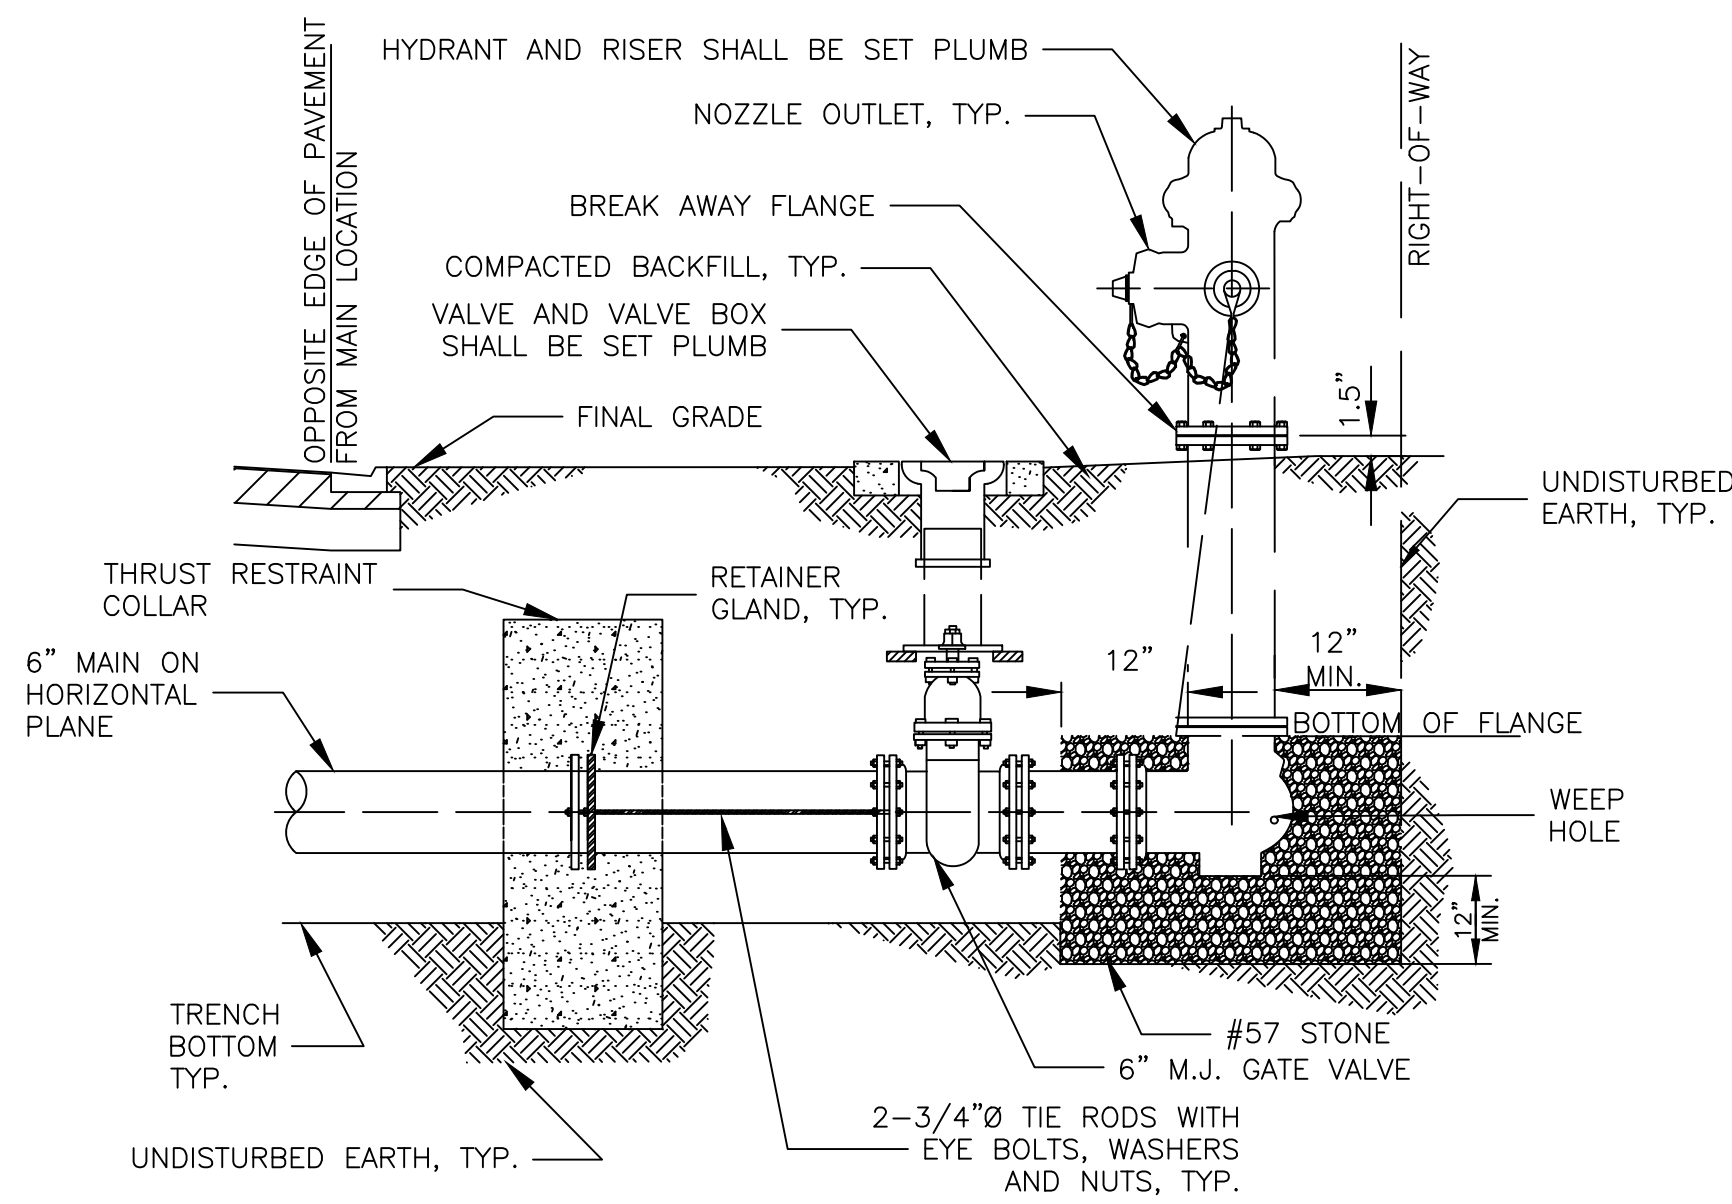 OPPOSITE EDGE OF PAVEMENT
FROM MAIN LOCATION
HYDRANT AND RISER SHALL BE SET PLUMB
NOZZLE OUTLET, TYP.
BREAK AWAY FLANGE
COMPACTED BACKFILL, TYP.
VALVE AND VALVE BOX
SHALL BE SET PLUMB
FINAL GRADE
RIGHT-OF-WAY
1.5"
UNDISTURBED
EARTH, TYP.
THRUST RESTRAINT
COLLAR
RETAINER
GLAND, TYP.
6" MAIN ON
HORIZONTAL
PLANE
12"
12"
MIN.
BOTTOM OF FLANGE
WEEP
HOLE
12"
MIN.
TRENCH
BOTTOM
TYP.
#57 STONE
6" M.J. GATE VALVE
2-3/4"Ø TIE RODS WITH
EYE BOLTS, WASHERS
AND NUTS, TYP.
UNDISTURBED EARTH, TYP.